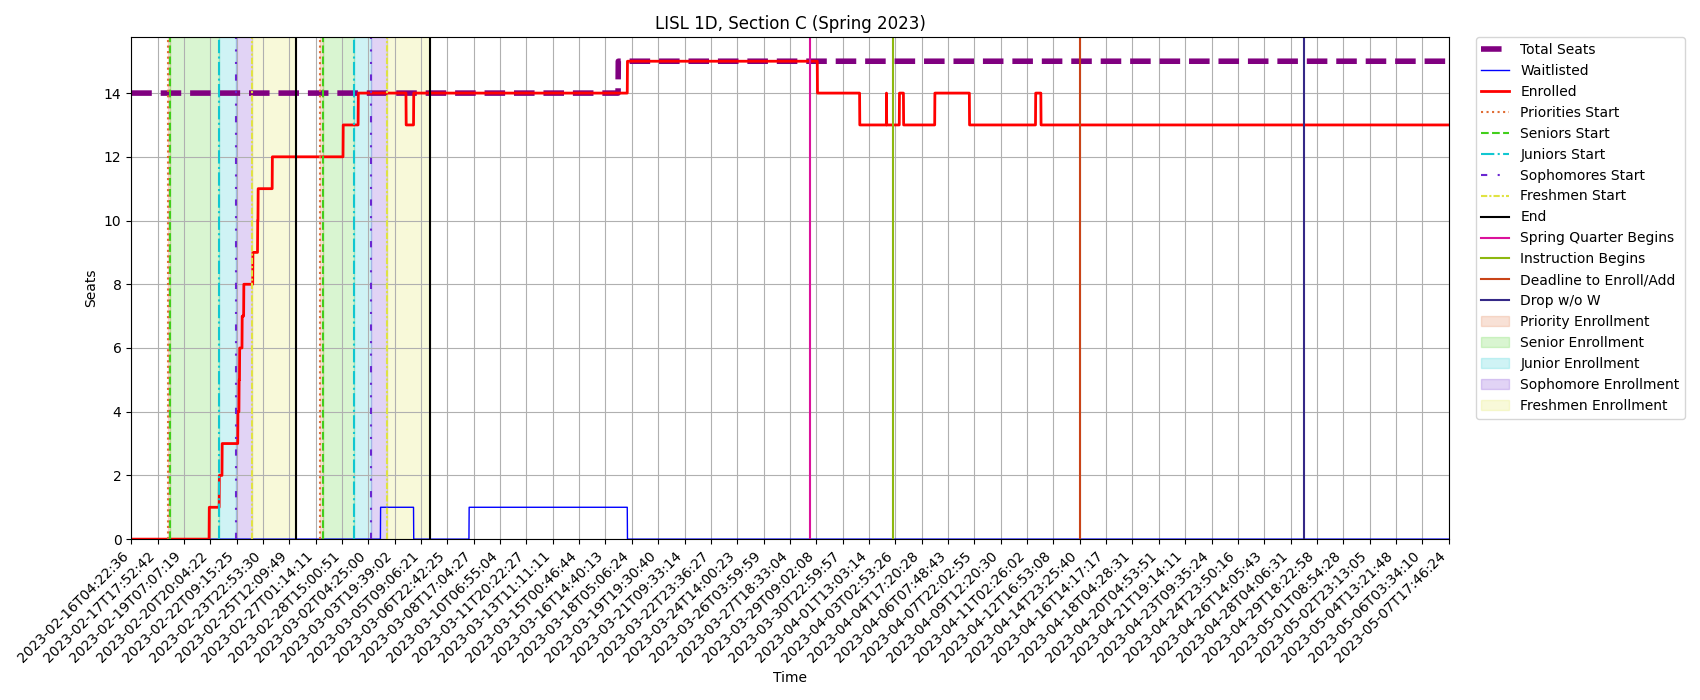 LISL 1D, Section C (Spring 2023)
Seats
14
12
10
8
6
4
2
0
2023-02-16T04:22:36
2023-02-17T17:52:42
2023-02-19T07:07:19
2023-02-20T20:04:22
2023-02-22T09:15:25
2023-02-23T22:53:30
2023-02-25T12:09:49
2023-02-27T01:14:11
2023-02-28T15:00:51
2023-03-02T04:25:00
2023-03-03T19:39:02
2023-03-05T09:06:21
2023-03-06T22:42:25
2023-03-08T17:04:27
2023-03-10T06:55:04
2023-03-11T20:22:27
2023-03-13T11:11:11
2023-03-15T00:46:44
2023-03-16T14:40:13
2023-03-18T05:06:24
2023-03-19T19:30:40
2023-03-21T09:33:14
2023-03-22T23:36:27
2023-03-24T14:00:23
2023-03-26T03:59:59
2023-03-27T18:33:04
2023-03-29T09:02:08
2023-03-30T22:59:57
2023-04-01T13:03:14
2023-04-03T02:53:26
2023-04-04T17:20:28
2023-04-06T07:48:43
2023-04-07T22:02:55
2023-04-09T12:20:30
2023-04-11T02:26:02
2023-04-12T16:53:08
2023-04-14T23:25:40
2023-04-16T14:17:17
2023-04-18T04:28:31
2023-04-20T04:53:51
2023-04-21T19:14:11
2023-04-23T09:35:24
2023-04-24T23:50:16
2023-04-26T14:05:43
2023-04-28T04:06:31
2023-04-29T18:22:58
2023-05-01T08:54:28
2023-05-02T23:13:05
2023-05-04T13:21:48
2023-05-06T03:34:10
2023-05-07T17:46:24
Time
Total Seats
Waitlisted
Enrolled
Priorities Start
Seniors Start
Juniors Start
Sophomores Start
Freshmen Start
End
Spring Quarter Begins
Instruction Begins
Deadline to Enroll/Add
Drop w/o W
Priority Enrollment
Senior Enrollment
Junior Enrollment
Sophomore Enrollment
Freshmen Enrollment